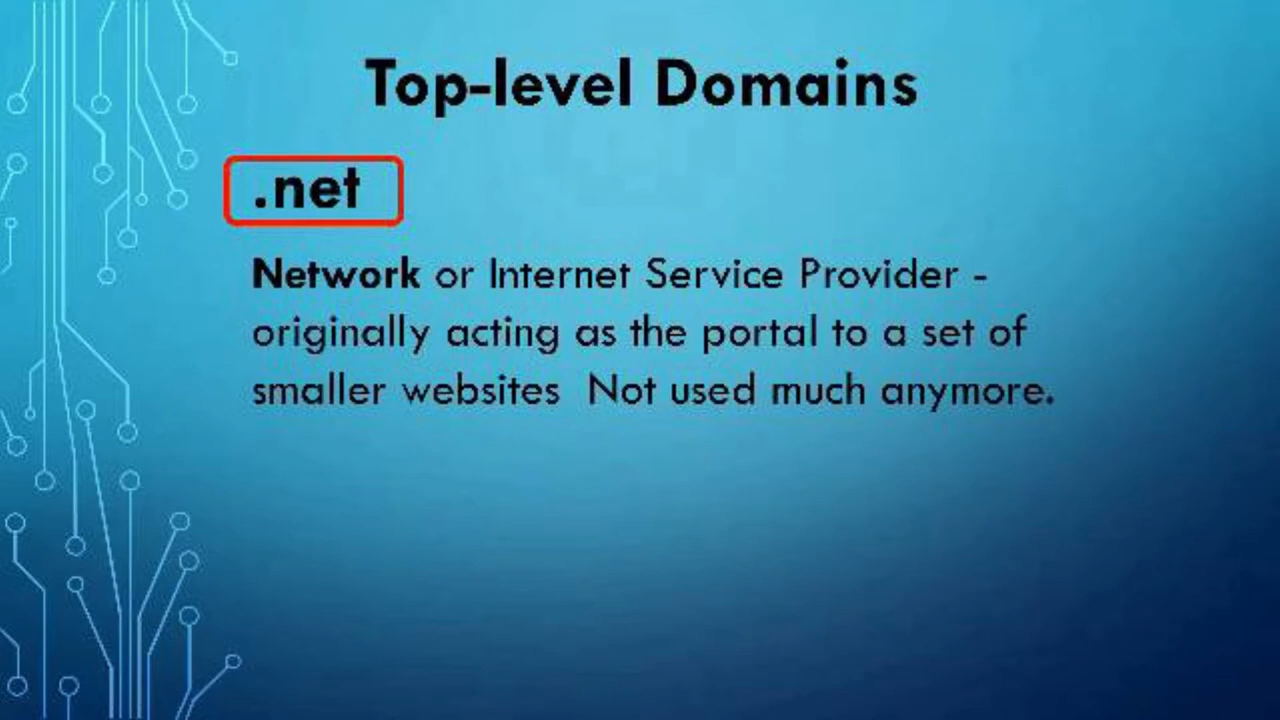 Top-level Domains
.net
Network or Internet Service Provider -
originally acting as the portal to a set of
smaller websites  Not used much anymore.